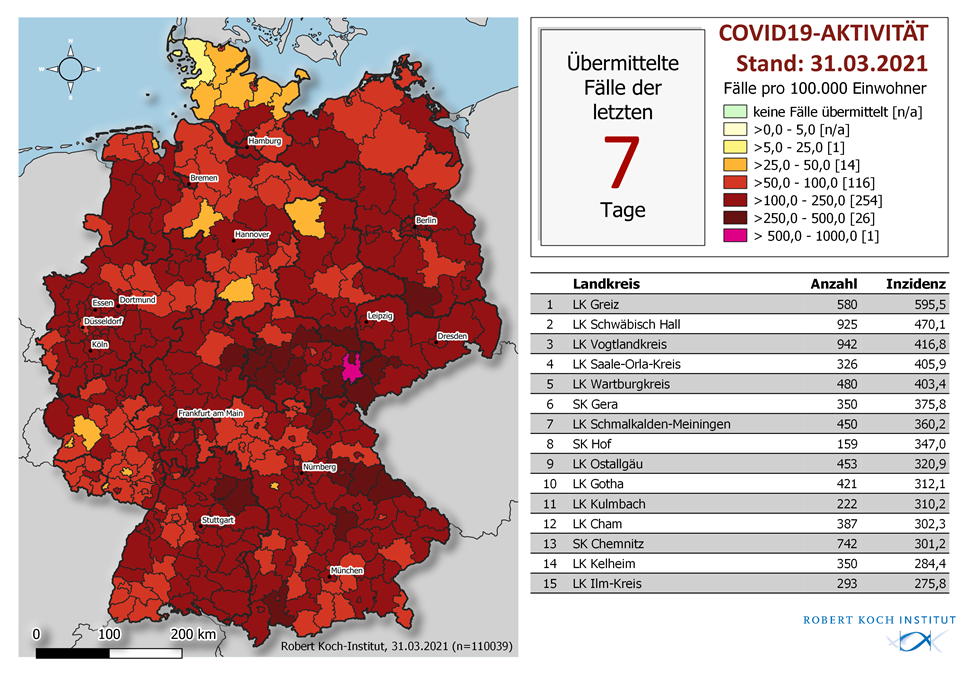 N
W E
S
Hamburg
Bremen
Berlin
Hannover
Essen
Dortmund
Düsseldorf
Leipzig
Köln
Dresden
Frankfurt am Main
Nürnberg
Stuttgart
München
0 100 200 km
Robert Koch-Institut, 31.03.2021 (n=110039)
Übermittelte
Fälle der
letzten
7
Tage
COVID19-AKTIVITÄT
Stand: 31.03.2021
Fälle pro 100.000 Einwohner
keine Fälle übermittelt [n/a]
>0,0 - 5,0 [n/a]
>5,0 - 25,0 [1]
>25,0 - 50,0 [14]
>50,0 - 100,0 [116]
>100,0 - 250,0 [254]
>250,0 - 500,0 [26]
> 500,0 - 1000,0 [1]
Landkreis Anzahl Inzidenz
1 LK Greiz 580 595,5
2 LK Schwäbisch Hall 925 470,1
3 LK Vogtlandkreis 942 416,8
4 LK Saale-Orla-Kreis 326 405,9
5 LK Wartburgkreis 480 403,4
6 SK Gera 350 375,8
7 LK Schmalkalden-Meiningen 450 360,2
8 SK Hof 159 347,0
9 LK Ostallgäu 453 320,9
10 LK Gotha 421 312,1
11 LK Kulmbach 222 310,2
12 LK Cham 387 302,3
13 SK Chemnitz 742 301,2
14 LK Kelheim 350 284,4
15 LK Ilm-Kreis 293 275,8
ROBERT KOCH INSTITUT